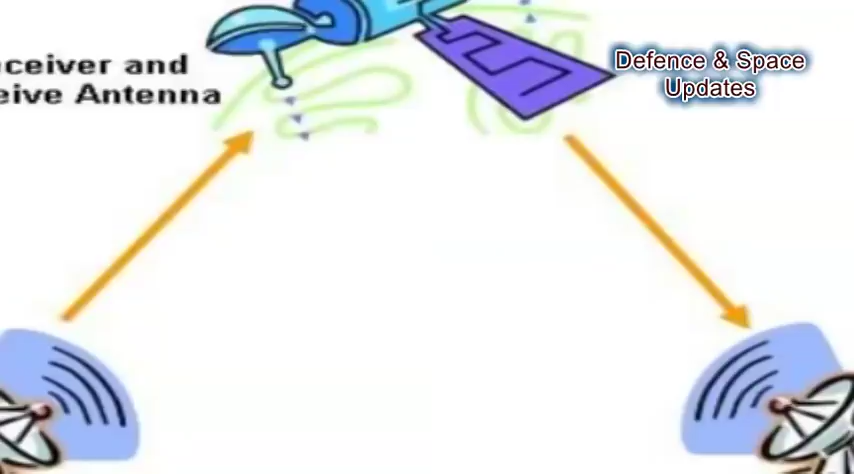 ceiver and
eive Antenna
Defence & Space
Updates